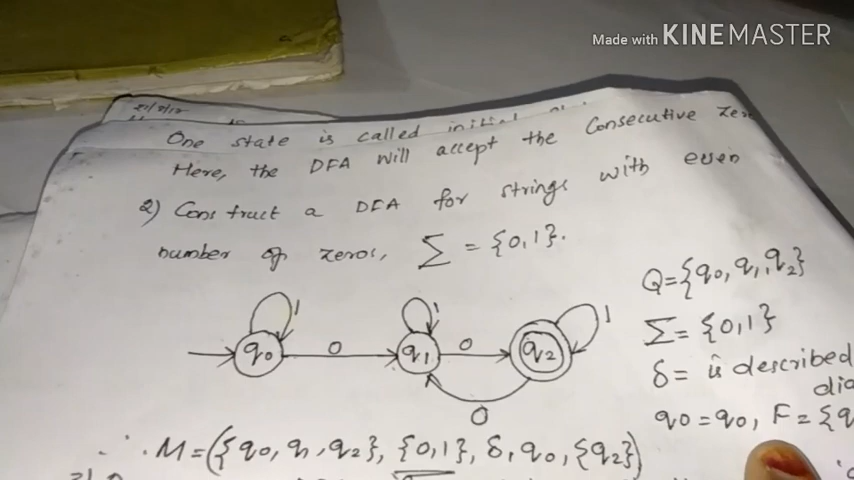 Made with KINEMASTER
One state is called initial
Here, the DFA will accept the Consecutive
2) Construct a DFA for strings with even
number of zeros, Σ = {0,1}.
Q={q0, q1, q2}
Σ= {0,1}
δ= is described
q0=q0, F={q
1 1 1
q0 0 q1 0 q2
0
∴ M=({q0, q1, q2}, {0,1}, δ, q0, {q2})